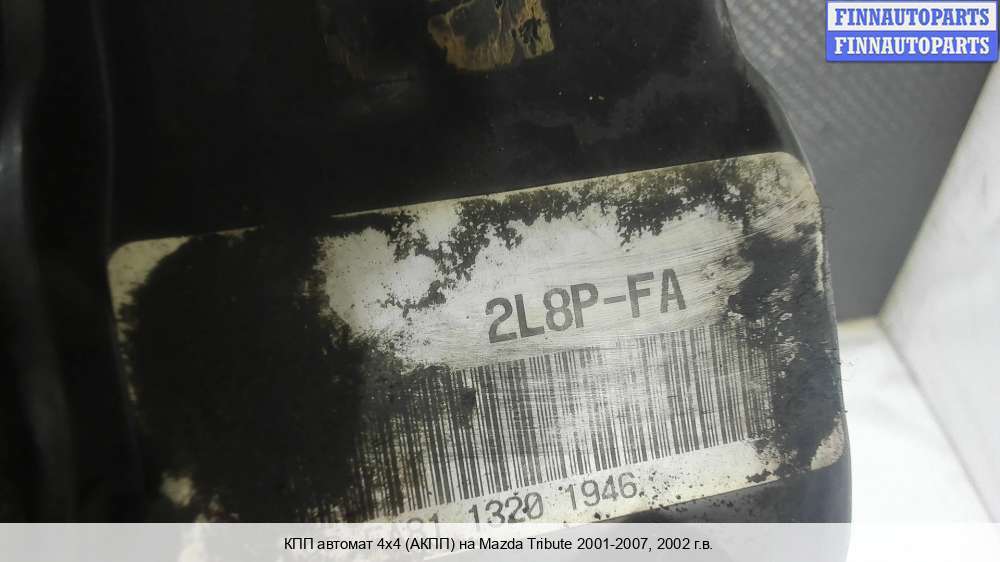 FINNAUTOPARTS
FINNAUTOPARTS
2L8P-FA
1320 1946
КПП автомат 4x4 (АКПП) на Mazda Tribute 2001-2007, 2002 г.в.